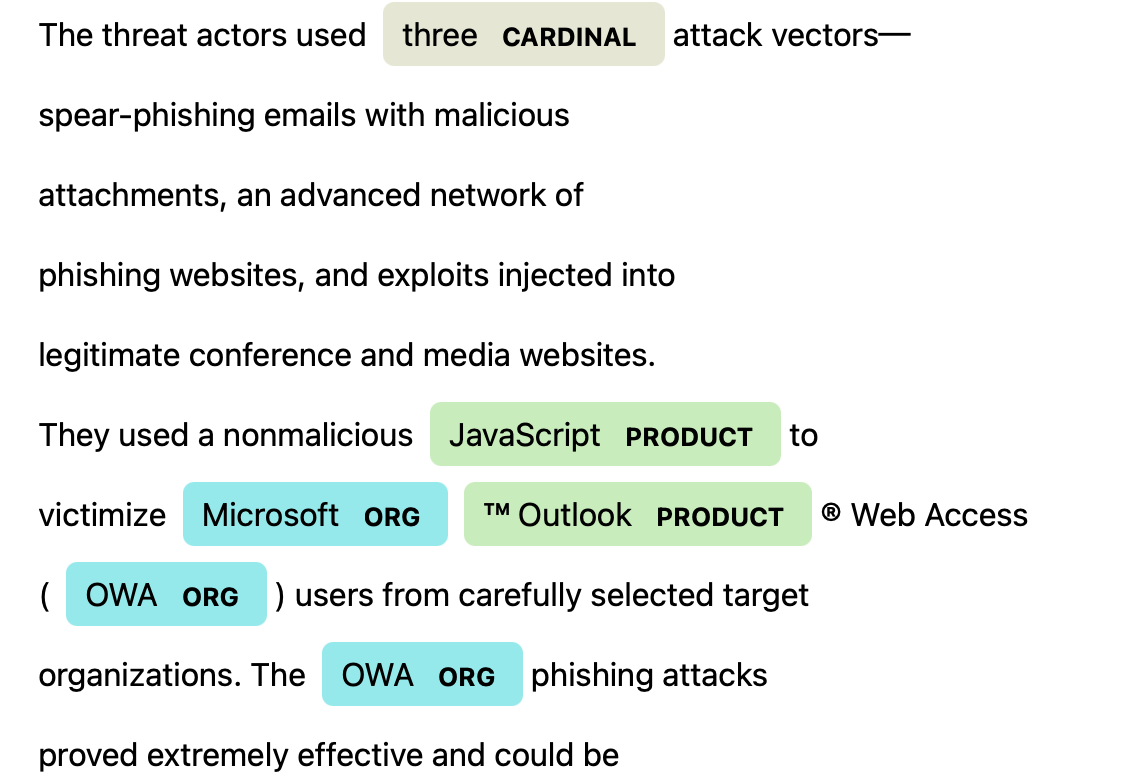 The threat actors used three CARDINAL attack vectors—
spear-phishing emails with malicious
attachments, an advanced network of
phishing websites, and exploits injected into
legitimate conference and media websites.
They used a nonmalicious JavaScript PRODUCT to
victimize Microsoft ORG ™ Outlook PRODUCT ® Web Access
( OWA ORG ) users from carefully selected target
organizations. The OWA ORG phishing attacks
proved extremely effective and could be